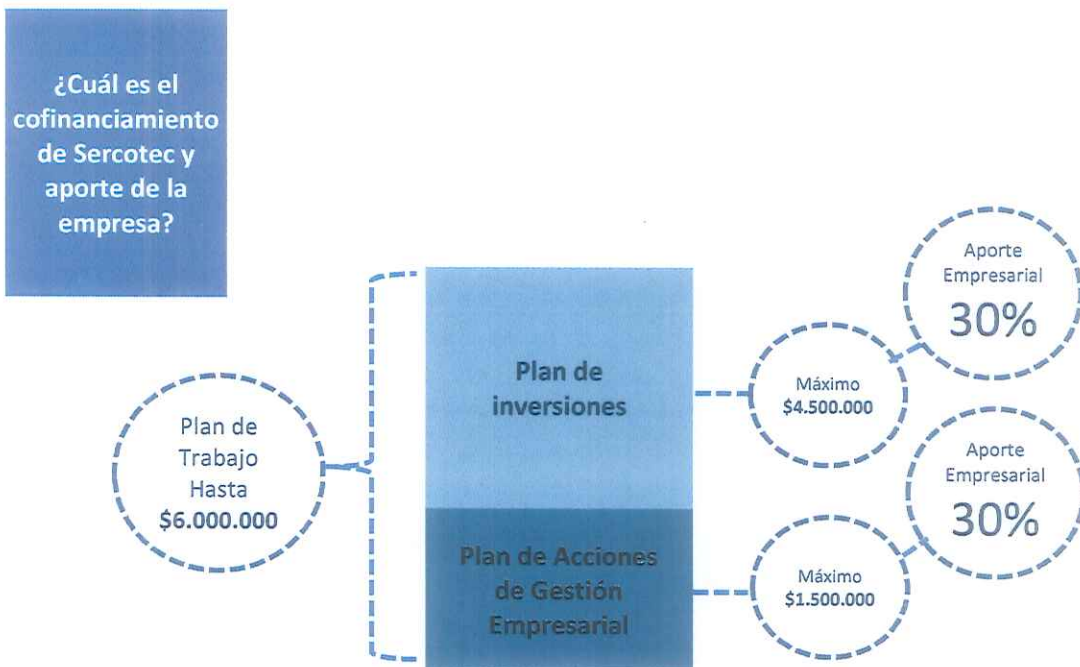 ¿Cuál es el
cofinanciamiento
de Sercotec y
aporte de la
empresa?
Plan de
Trabajo
Hasta
$6.000.000
Plan de
inversiones
Máximo
$4.500.000
Aporte
Empresarial
30%
Plan de Acciones
de Gestión
Empresarial
Máximo
$1.500.000
Aporte
Empresarial
30%